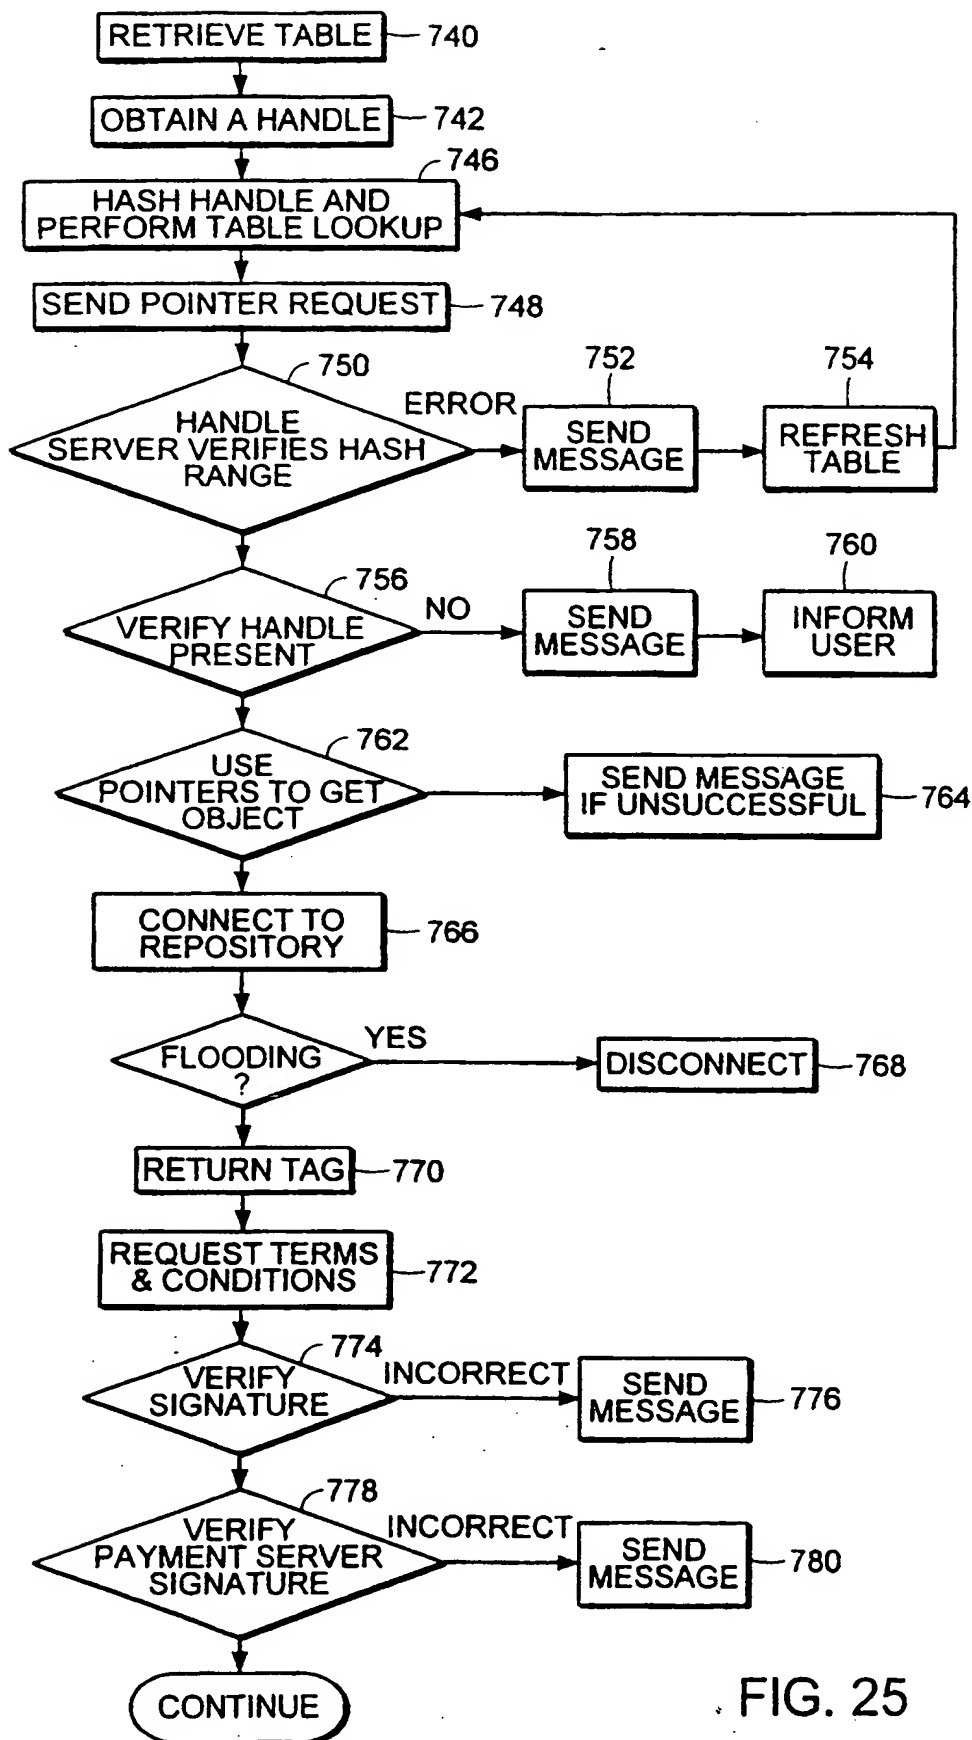 RETRIEVE TABLE
740
OBTAIN A HANDLE
742
746
HASH HANDLE AND
PERFORM TABLE LOOKUP
SEND POINTER REQUEST
748
750
HANDLE
SERVER VERIFIES HASH
RANGE
ERROR
752
SEND
MESSAGE
754
REFRESH
TABLE
756
VERIFY HANDLE
PRESENT
NO
758
SEND
MESSAGE
760
INFORM
USER
762
USE
POINTERS TO GET
OBJECT
SEND MESSAGE
IF UNSUCCESSFUL
764
CONNECT TO
REPOSITORY
766
FLOODING
?
YES
DISCONNECT
768
RETURN TAG
770
REQUEST TERMS
& CONDITIONS
772
774
VERIFY
SIGNATURE
INCORRECT
SEND
MESSAGE
776
778
VERIFY
PAYMENT SERVER
SIGNATURE
INCORRECT
SEND
MESSAGE
780
CONTINUE
FIG. 25